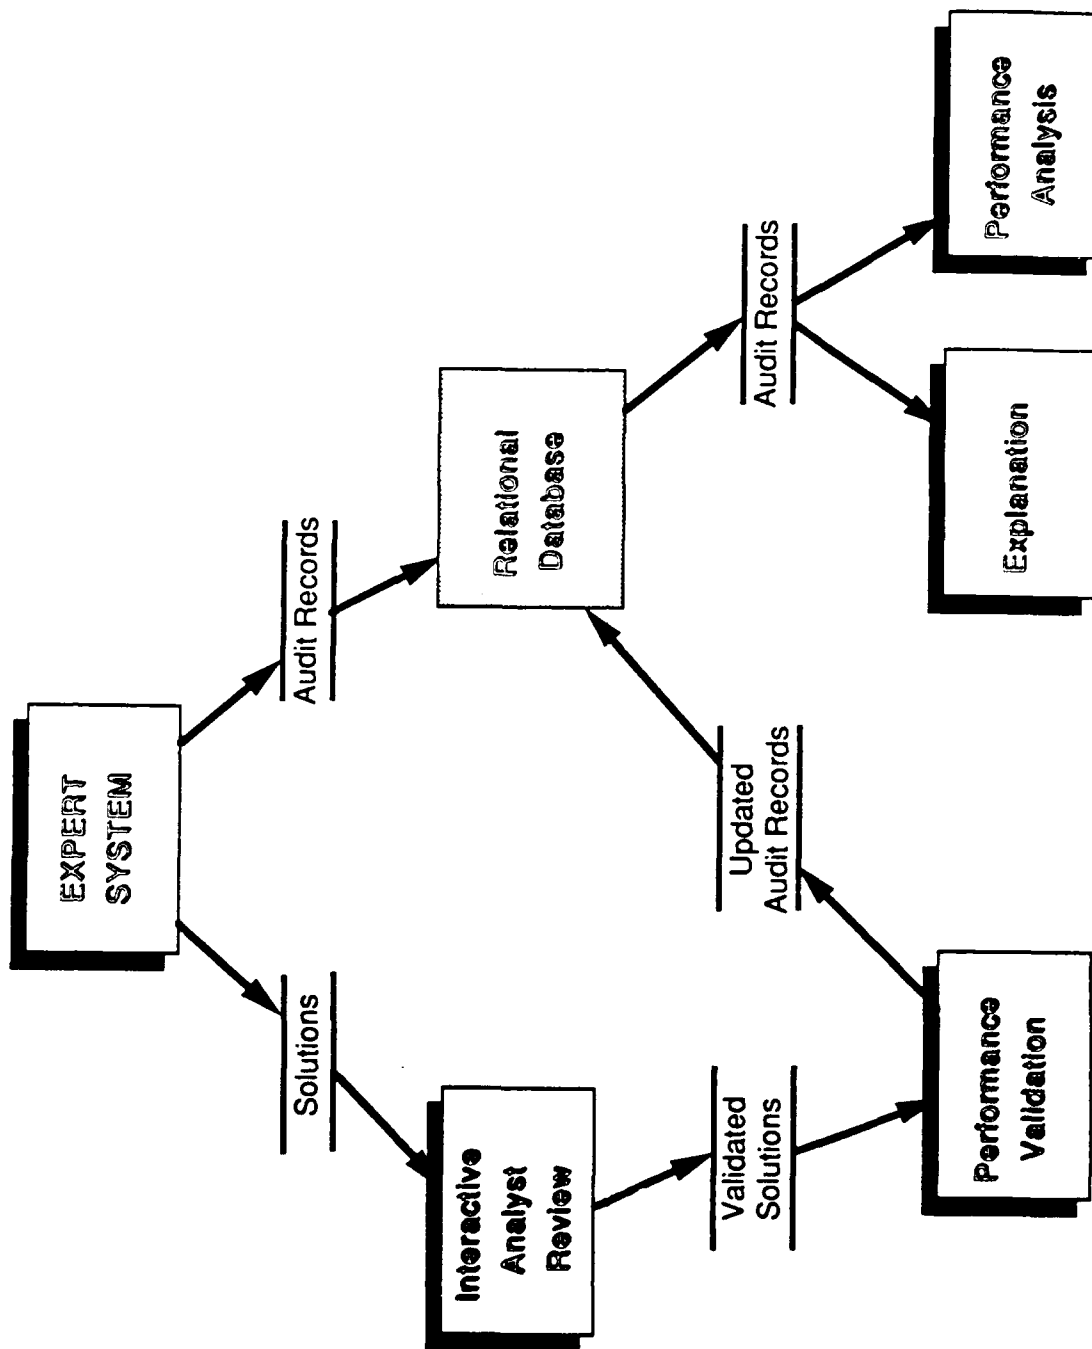 EXPERT
SYSTEM
Solutions
Audit Records
Interactive
Analyst
Review
Relational
Database
Validated
Solutions
Updated
Audit Records
Audit Records
Performance
Validation
Explanation
Performance
Analysis